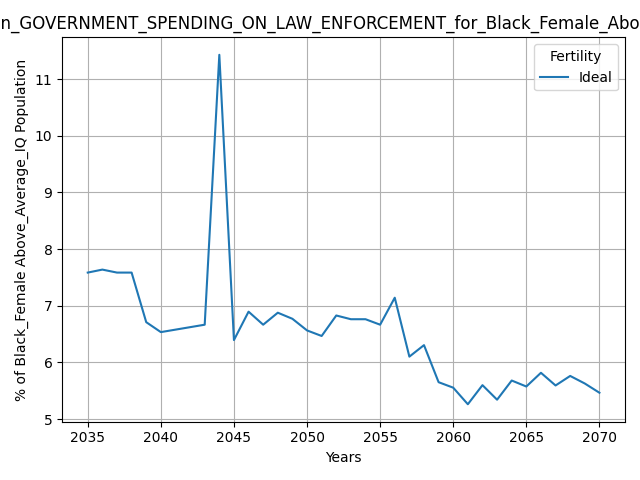 n_GOVERNMENT_SPENDING_ON_LAW_ENFORCEMENT_for_Black_Female_Abo
Fertility
Ideal
% of Black_Female Above_Average_IQ Population
11
10
9
8
7
6
5
2035 2040 2045 2050 2055 2060 2065 2070
Years